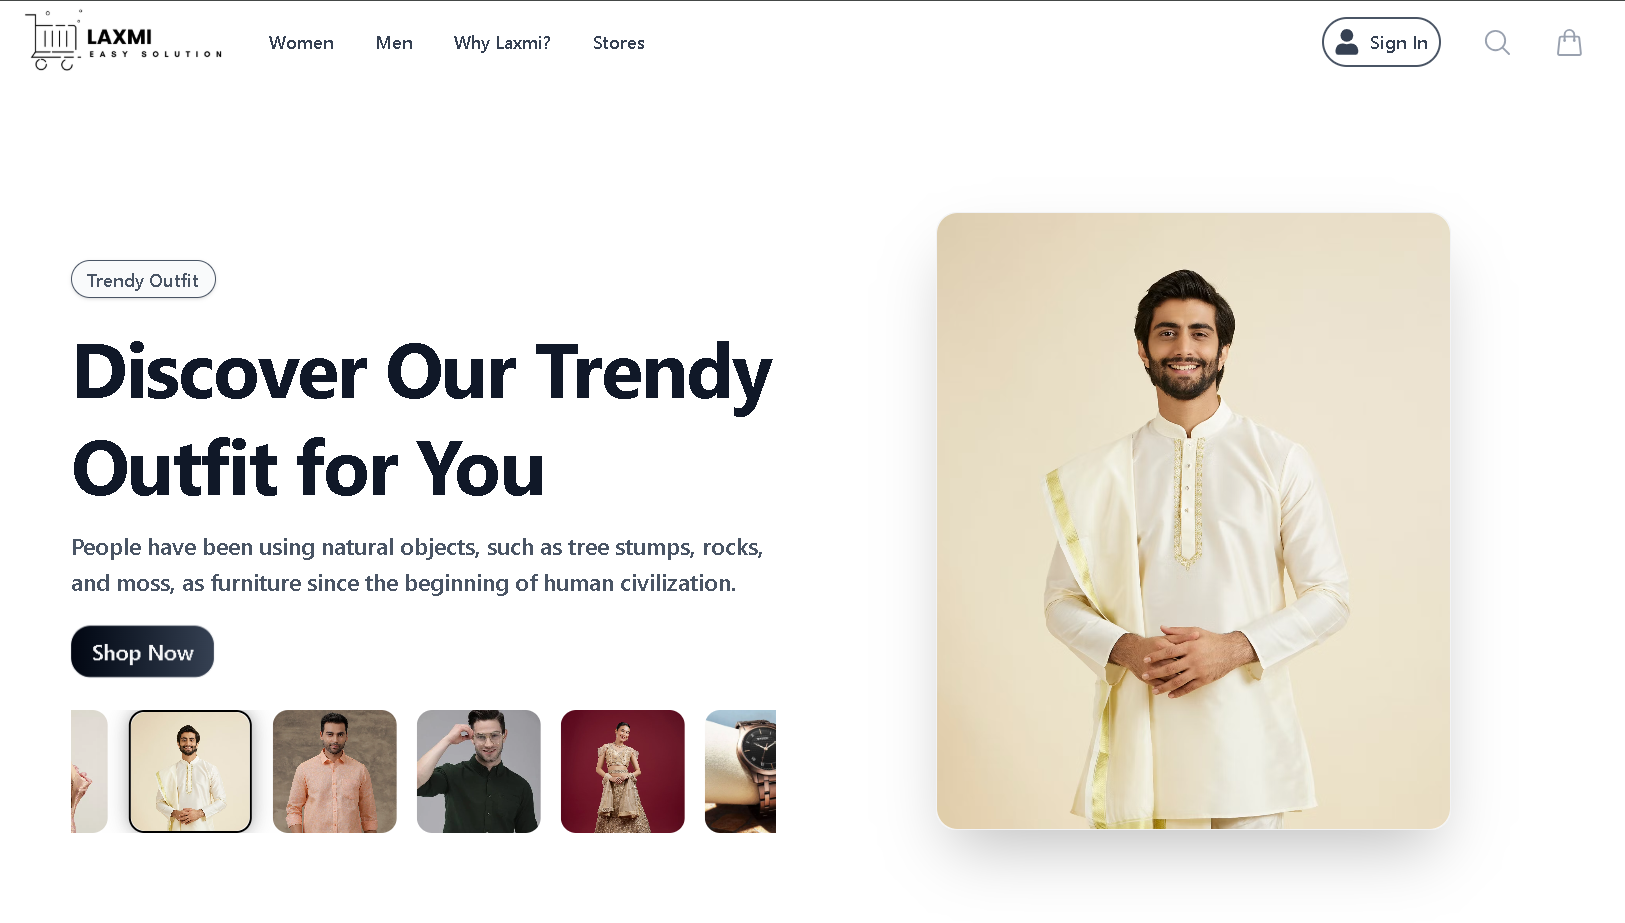 LAXMI
EASY SOLUTION
Women
Men
Why Laxmi?
Stores
Sign In
Trendy Outfit
Discover Our Trendy
Outfit for You
People have been using natural objects, such as tree stumps, rocks,
and moss, as furniture since the beginning of human civilization.
Shop Now